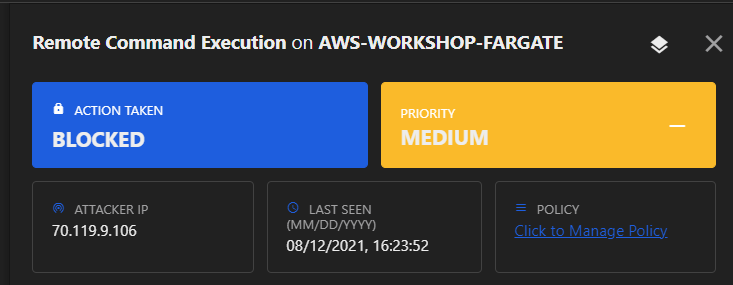 Remote Command Execution on AWS-WORKSHOP-FARGATE
ACTION TAKEN
BLOCKED
PRIORITY
MEDIUM
ATTACKER IP
70.119.9.106
LAST SEEN
(MM/DD/YYYY)
08/12/2021, 16:23:52
POLICY
Click to Manage Policy